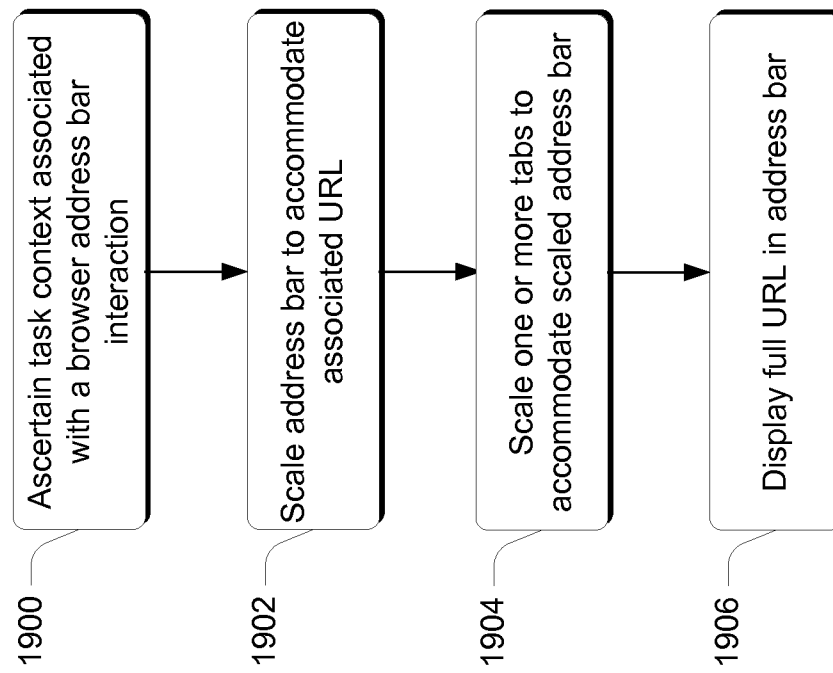 1900
Ascertain task context associated
with a browser address bar
interaction
1902
Scale address bar to accommodate
associated URL
1904
Scale one or more tabs to
accommodate scaled address bar
1906
Display full URL in address bar